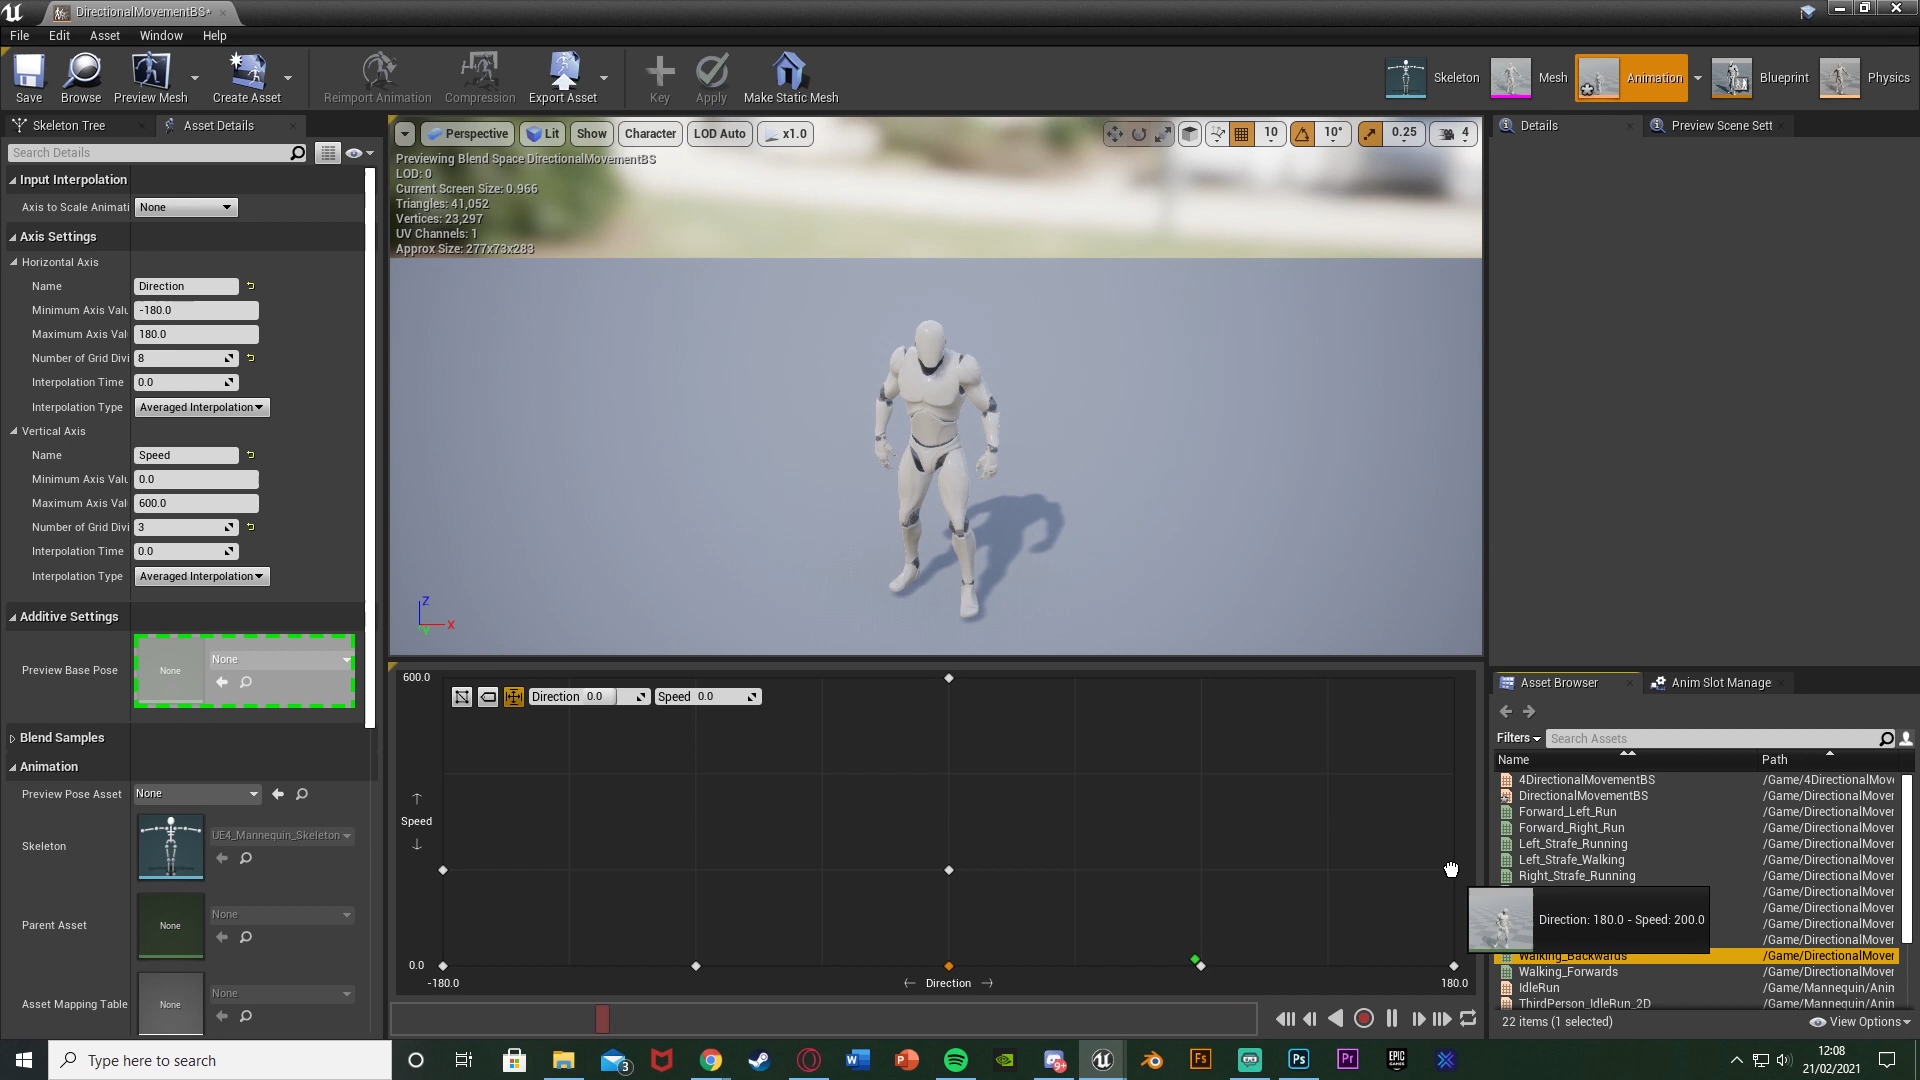 DirectionalMovementBS*
File Edit Asset Window Help
Save Browse Preview Mesh Create Asset Reimport Animation Compression Export Asset Key Apply Make Static Mesh Skeleton Mesh Animation Blueprint Physics
Skeleton Tree Asset Details
Search Details
Input Interpolation
Axis to Scale Animati None
Axis Settings
Horizontal Axis
Name Direction
Minimum Axis Valu -180.0
Maximum Axis Val 180.0
Number of Grid Divi 8
Interpolation Time 0.0
Interpolation Type Averaged Interpolation
Vertical Axis
Name Speed
Minimum Axis Valu 0.0
Maximum Axis Val 600.0
Number of Grid Divi 3
Interpolation Time 0.0
Interpolation Type Averaged Interpolation
Additive Settings
Preview Base Pose None None
Blend Samples
Animation
Preview Pose Asset None
Skeleton UE4_Mannequin_Skeleton
Parent Asset None None
Asset Mapping Table None None
Perspective Lit Show Character LOD Auto x1.0 10 10° 0.25 4
Previewing Blend Space DirectionalMovementBS
LOD: 0
Current Screen Size: 0.966
Triangles: 41,052
Vertices: 23,297
UV Channels: 1
Approx Size: 277x73x283
Z
X
Y
600.0
Direction 0.0 Speed 0.0
Speed
0.0
-180.0 Direction 180.0
Details Preview Scene Sett
Asset Browser Anim Slot Manage
Filters Search Assets
Name Path
4DirectionalMovementBS /Game/4DirectionalMove
DirectionalMovementBS /Game/DirectionalMover
Forward_Left_Run /Game/DirectionalMover
Forward_Right_Run /Game/DirectionalMover
Left_Strafe_Running /Game/DirectionalMover
Left_Strafe_Walking /Game/DirectionalMover
Right_Strafe_Running /Game/DirectionalMover
/Game/DirectionalMover
/Game/DirectionalMover
/Game/DirectionalMover
/Game/DirectionalMover
Direction: 180.0 - Speed: 200.0
Walking_Backwards /Game/DirectionalMover
Walking_Forwards /Game/DirectionalMover
IdleRun /Game/Mannequin/Anin
ThirdPerson_IdleRun_2D /Game/Mannequin/Anin
22 items (1 selected) View Options
Type here to search
3
9+
12:08
21/02/2021